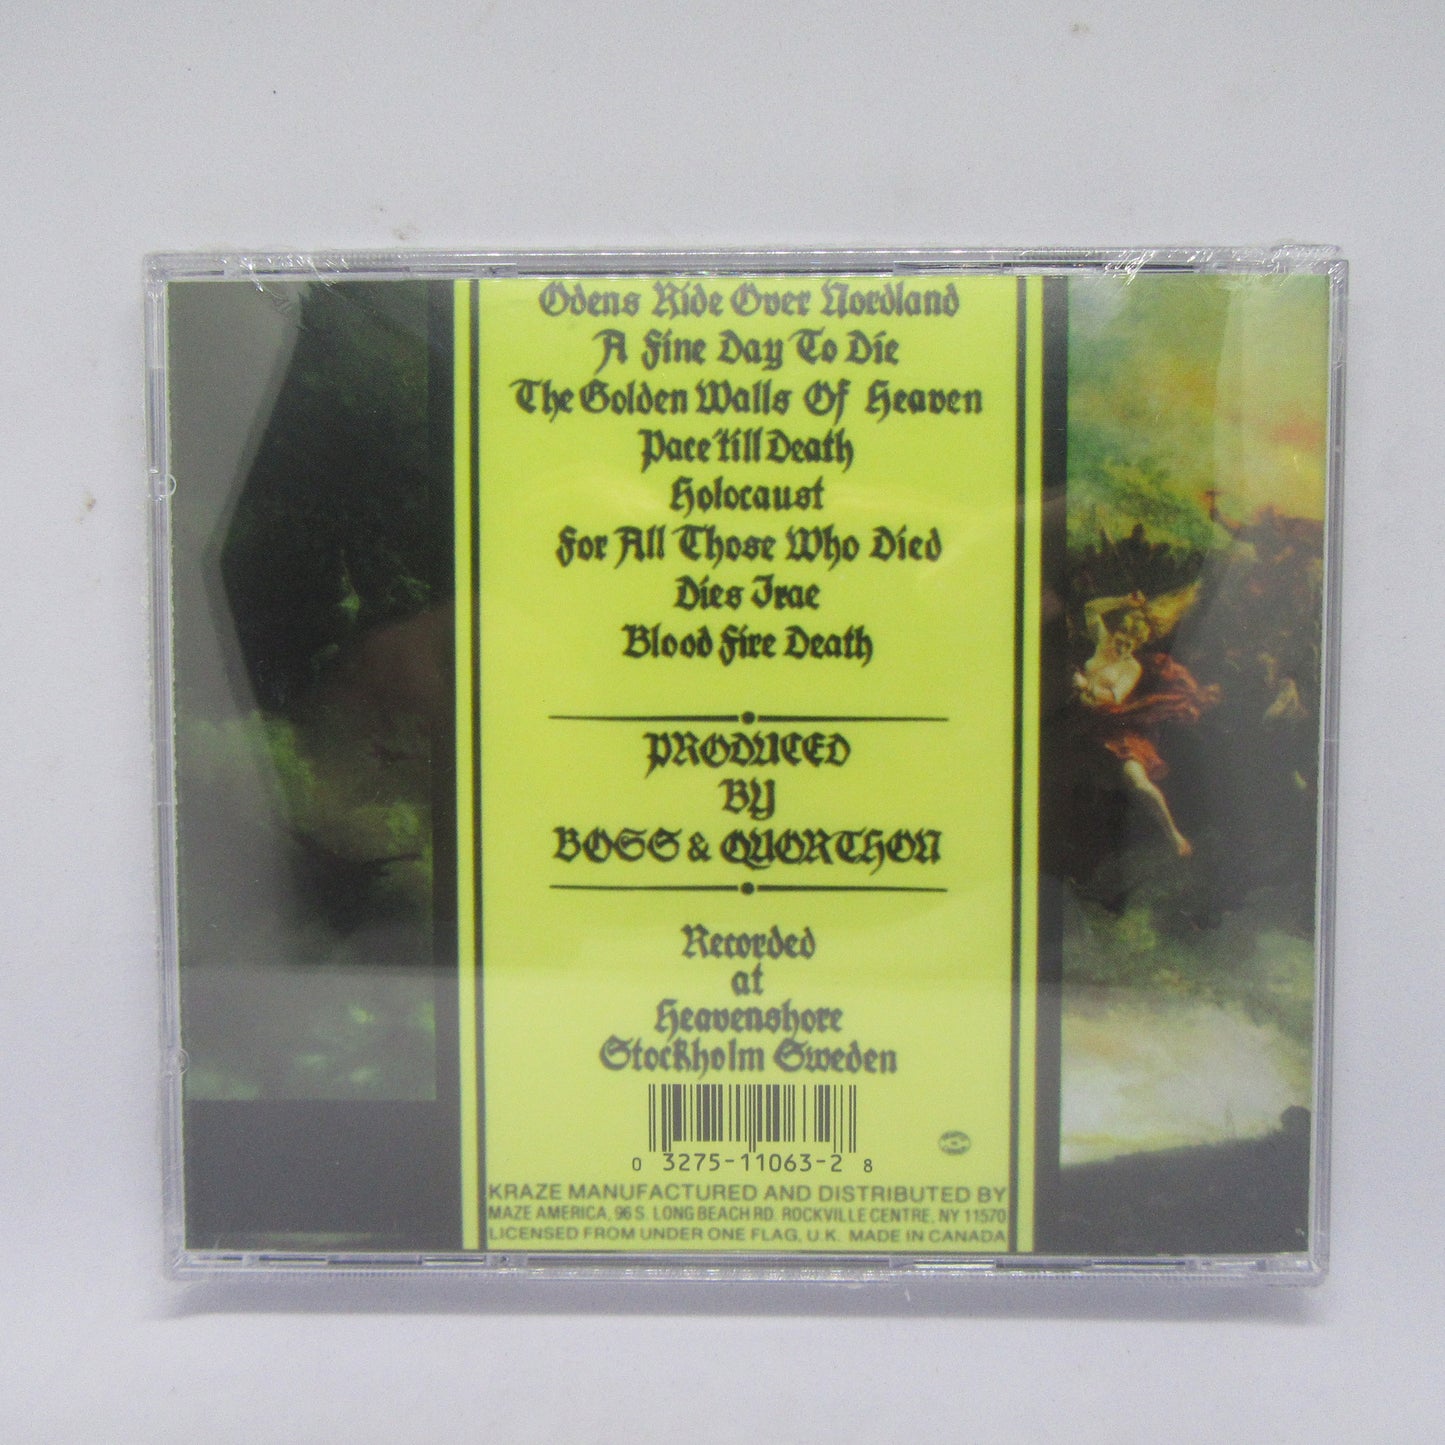 Odens Ride Over Nordland
A Fine Day To Die
The Golden Walls Of Heaven
Pace 'till Death
Holocaust
For All Those Who Died
Dies Irae
Blood Fire Death
PRODUCED
BY
BOSS & QUORTHON
Recorded
at
Heavenshore
Stockholm Sweden
0 3275-11063-2 8
KRAZE MANUFACTURED AND DISTRIBUTED BY
MAZE AMERICA, 96 S. LONG BEACH RD. ROCKVILLE CENTRE, NY 11570
LICENSED FROM UNDER ONE FLAG, U.K. MADE IN CANADA